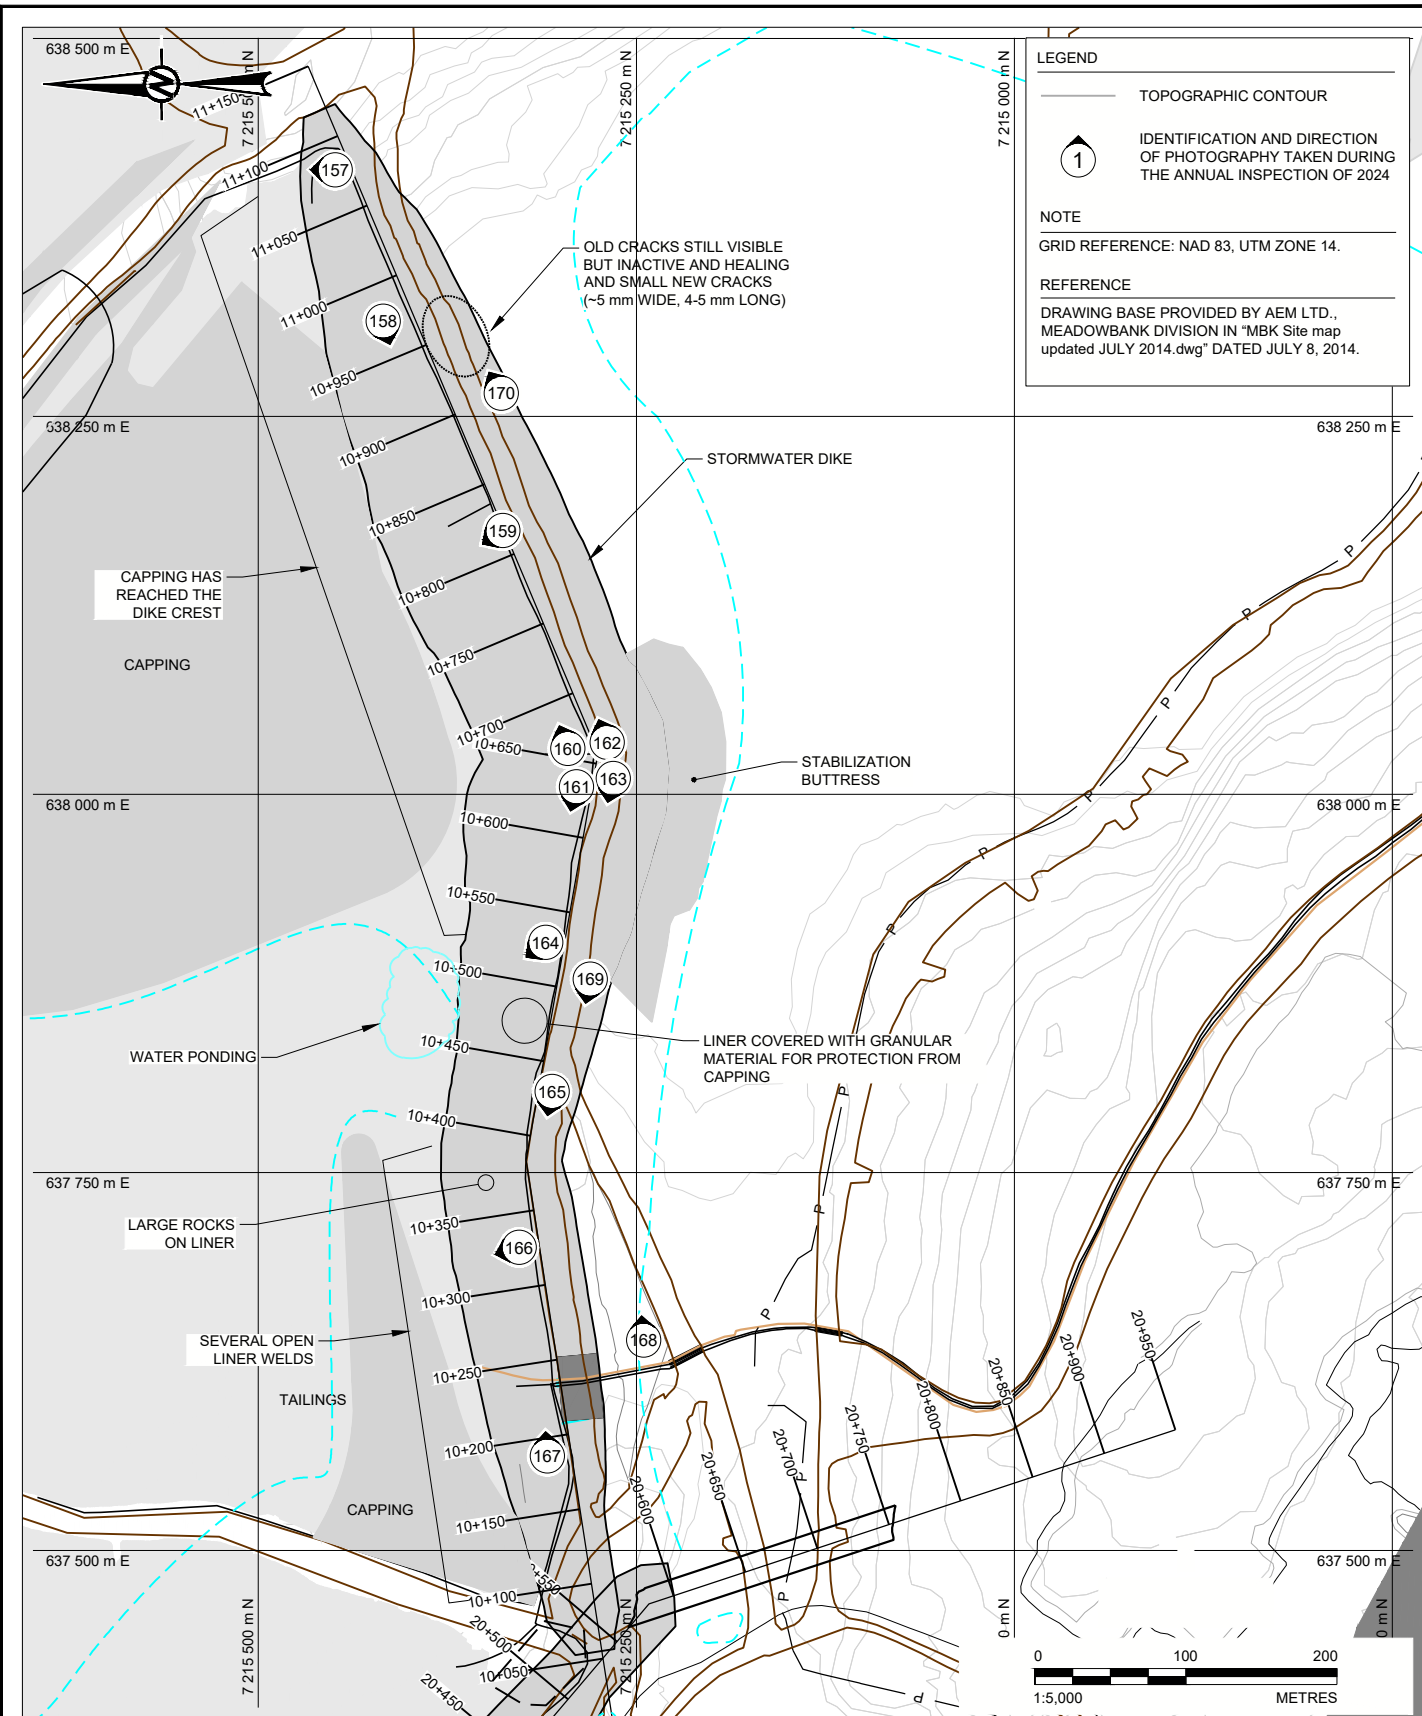 638 500 m E
7 215 250 m N
7 215 000 m N
LEGEND
TOPOGRAPHIC CONTOUR
1
IDENTIFICATION AND DIRECTION
OF PHOTOGRAPHY TAKEN DURING
THE ANNUAL INSPECTION OF 2024
NOTE
GRID REFERENCE: NAD 83, UTM ZONE 14.
REFERENCE
DRAWING BASE PROVIDED BY AEM LTD.,
MEADOWBANK DIVISION IN "MBK Site map
updated JULY 2014.dwg" DATED JULY 8, 2014.
N
11+150
11+100
157
11+050
OLD CRACKS STILL VISIBLE
BUT INACTIVE AND HEALING
AND SMALL NEW CRACKS
(~5 mm WIDE, 4-5 mm LONG)
11+000
158
10+950
170
638 250 m E
638 250 m E
10+900
STORMWATER DIKE
10+850
159
CAPPING HAS
REACHED THE
DIKE CREST
10+800
CAPPING
10+750
10+700
10+650
160
162
STABILIZATION
BUTTRESS
161
163
638 000 m E
638 000 m E
10+600
10+550
164
10+500
169
WATER PONDING
10+450
LINER COVERED WITH GRANULAR
MATERIAL FOR PROTECTION FROM
CAPPING
165
10+400
637 750 m E
637 750 m E
LARGE ROCKS
ON LINER
10+350
166
10+300
SEVERAL OPEN
LINER WELDS
168
10+250
TAILINGS
20+950
20+900
20+850
20+800
20+750
20+700
20+650
20+600
10+200
167
CAPPING
10+150
637 500 m E
637 500 m E
10+100
20+500
10+050
20+450
7 215 500 m N
7 215 250 m N
0 m N
0 m N
P
P
P
P
P
P
P
P
P
P
P
P
0 100 200
1:5,000 METRES